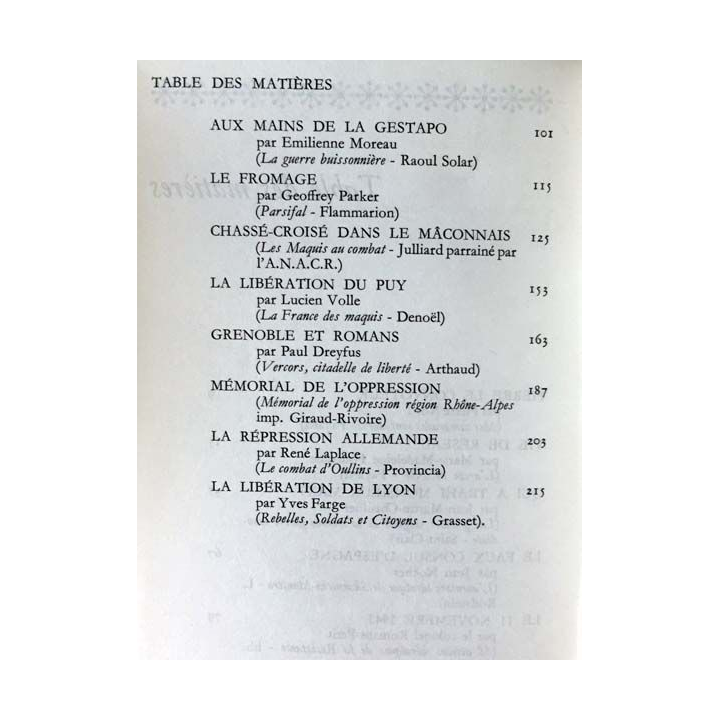 TABLE DES MATIÈRES
AUX MAINS DE LA GESTAPO 101
par Emilienne Moreau
(La guerre buissonnière - Raoul Solar)
LE FROMAGE 115
par Geoffrey Parker
(Parsifal - Flammarion)
CHASSÉ-CROISÉ DANS LE MÂCONNAIS 125
(Les Maquis au combat - Julliard parrainé par
l'A.N.A.C.R.)
LA LIBÉRATION DU PUY 153
par Lucien Volle
(La France des maquis - Denoël)
GRENOBLE ET ROMANS 163
par Paul Dreyfus
(Vercors, citadelle de liberté - Arthaud)
MÉMORIAL DE L'OPPRESSION 187
(Mémorial de l'oppression région Rhône-Alpes
imp. Giraud-Rivoire)
LA RÉPRESSION ALLEMANDE 203
par René Laplace
(Le combat d'Oullins - Provincia)
LA LIBÉRATION DE LYON 215
par Yves Farge
(Rebelles, Soldats et Citoyens - Grasset).